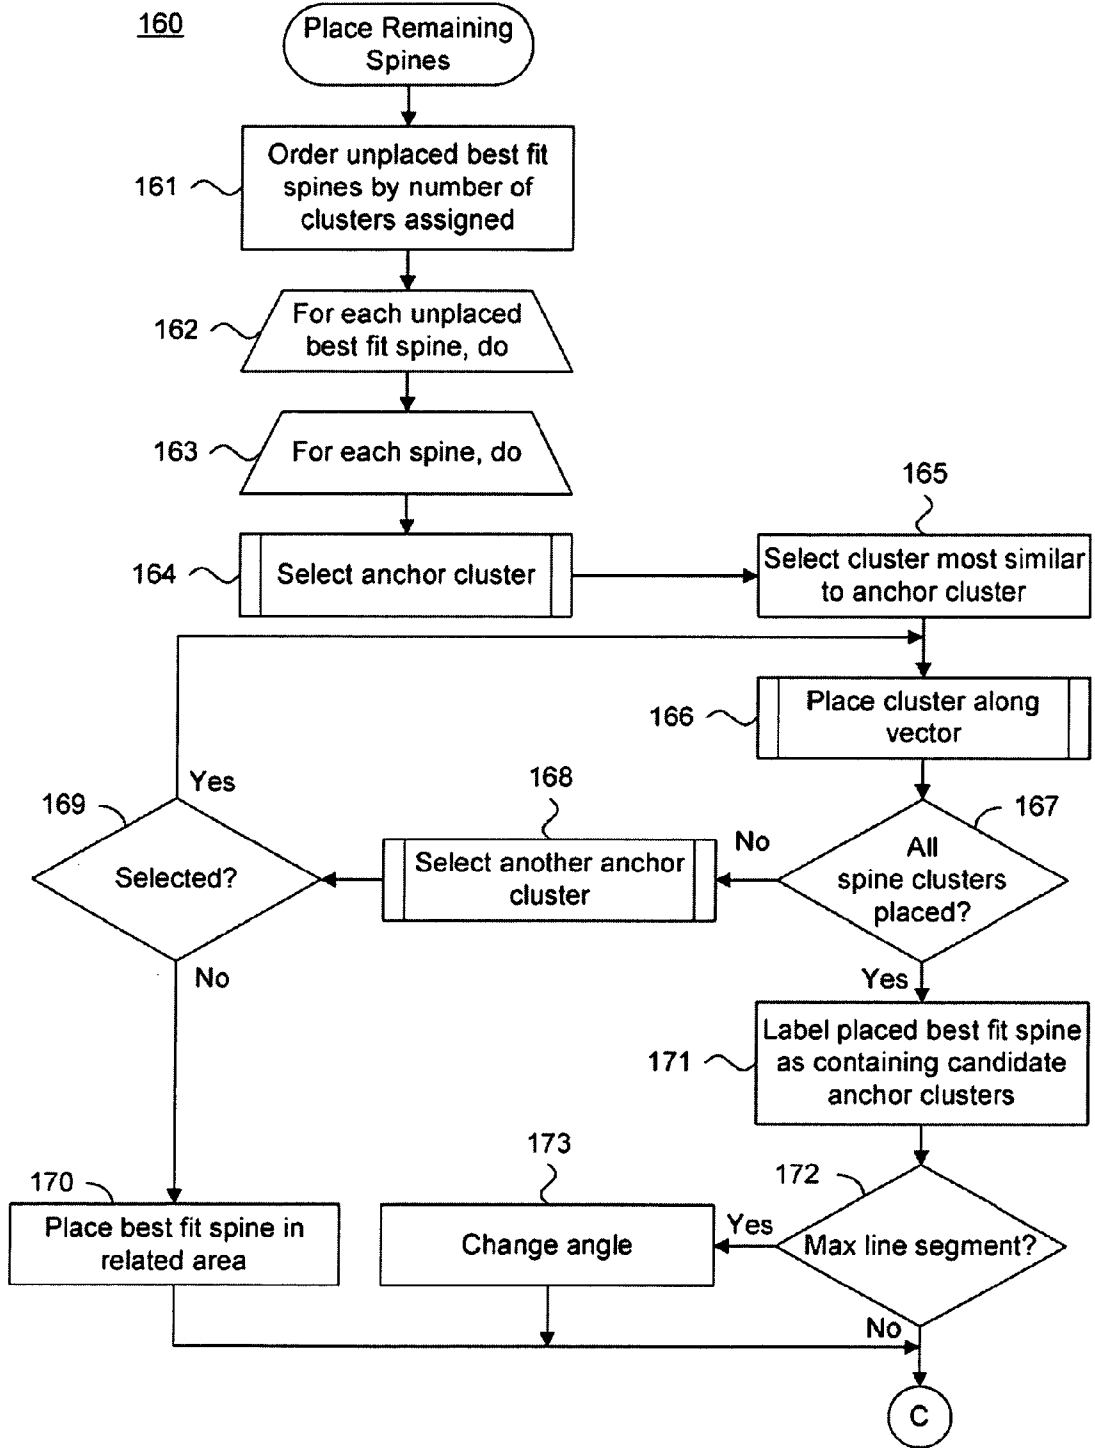 160
Place Remaining
Spines
161
Order unplaced best fit
spines by number of
clusters assigned
162
For each unplaced
best fit spine, do
163
For each spine, do
164
Select anchor cluster
165
Select cluster most similar
to anchor cluster
166
Place cluster along
vector
167
All
spine clusters
placed?
No
Yes
168
Select another anchor
cluster
169
Selected?
Yes
No
170
Place best fit spine in
related area
171
Label placed best fit spine
as containing candidate
anchor clusters
172
Max line segment?
Yes
No
173
Change angle
C